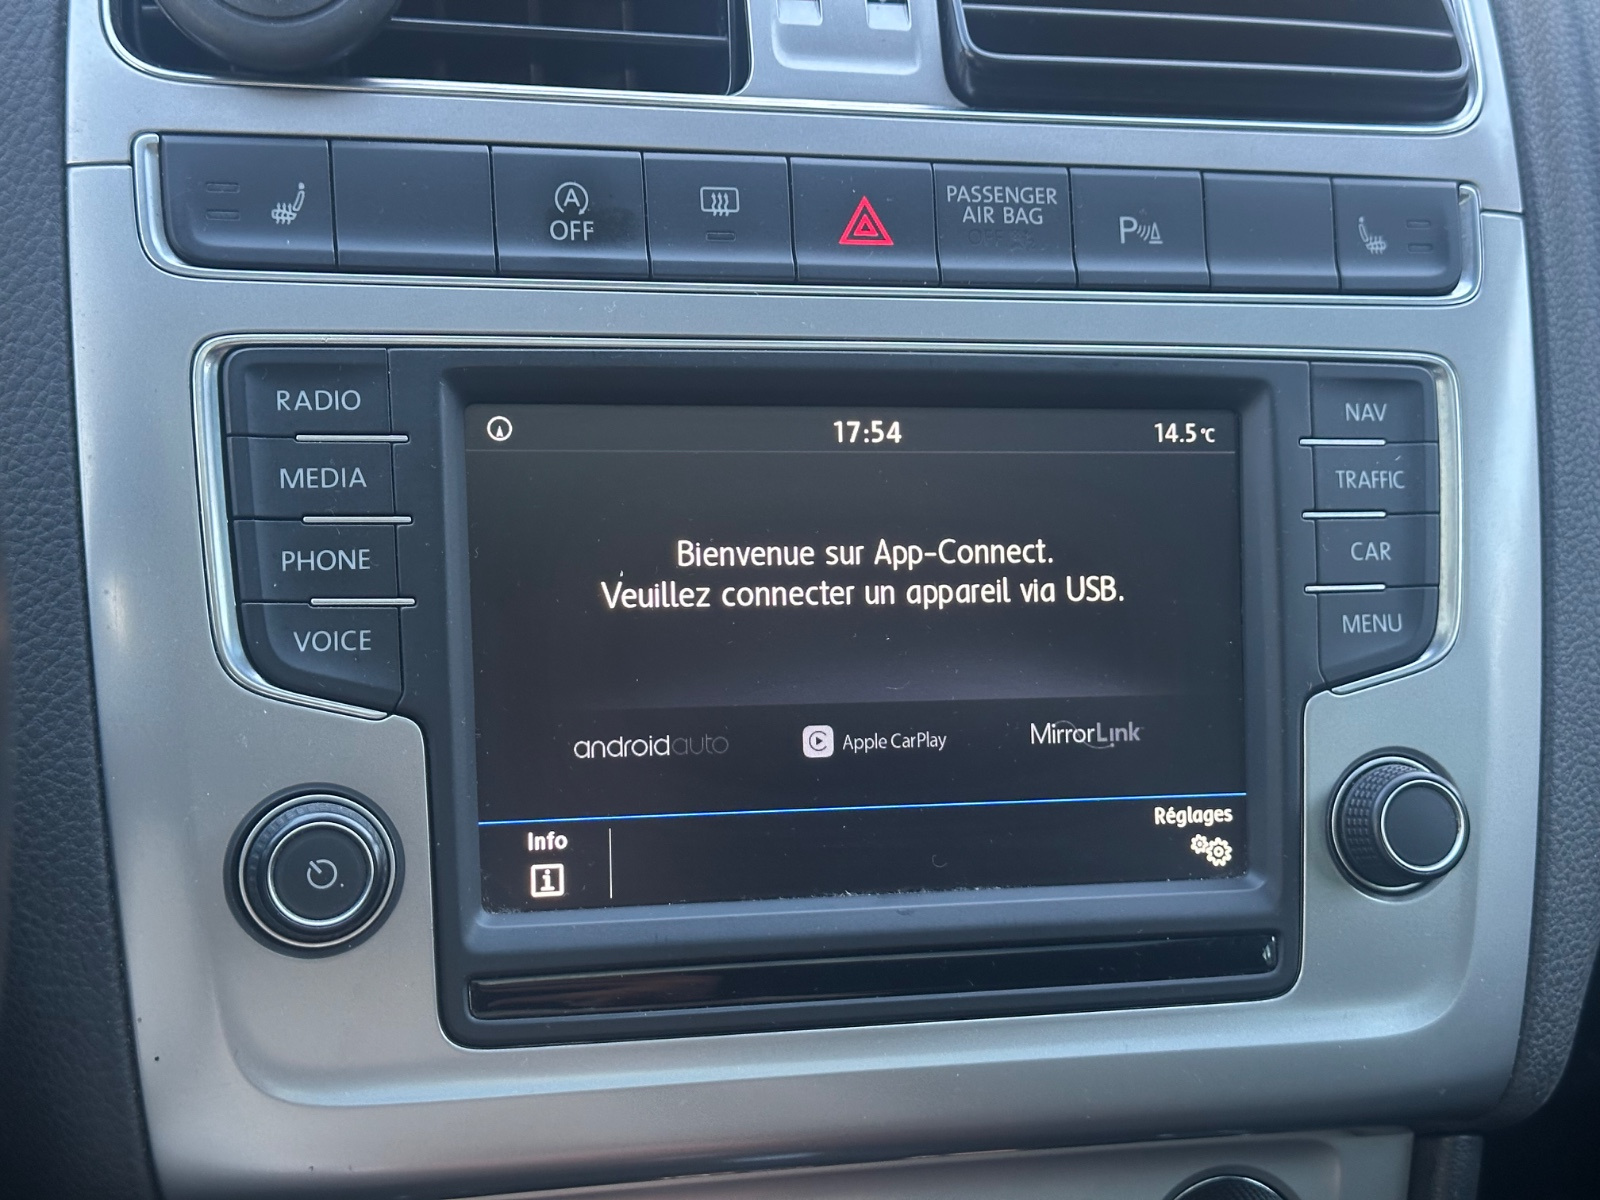 OFF
PASSENGER
AIR BAG
P
RADIO
MEDIA
PHONE
VOICE
17:54
14.5°C
Bienvenue sur App-Connect.
Veuillez connecter un appareil via USB.
androidauto
Apple CarPlay
MirrorLink
Info
Réglages
NAV
TRAFFIC
CAR
MENU